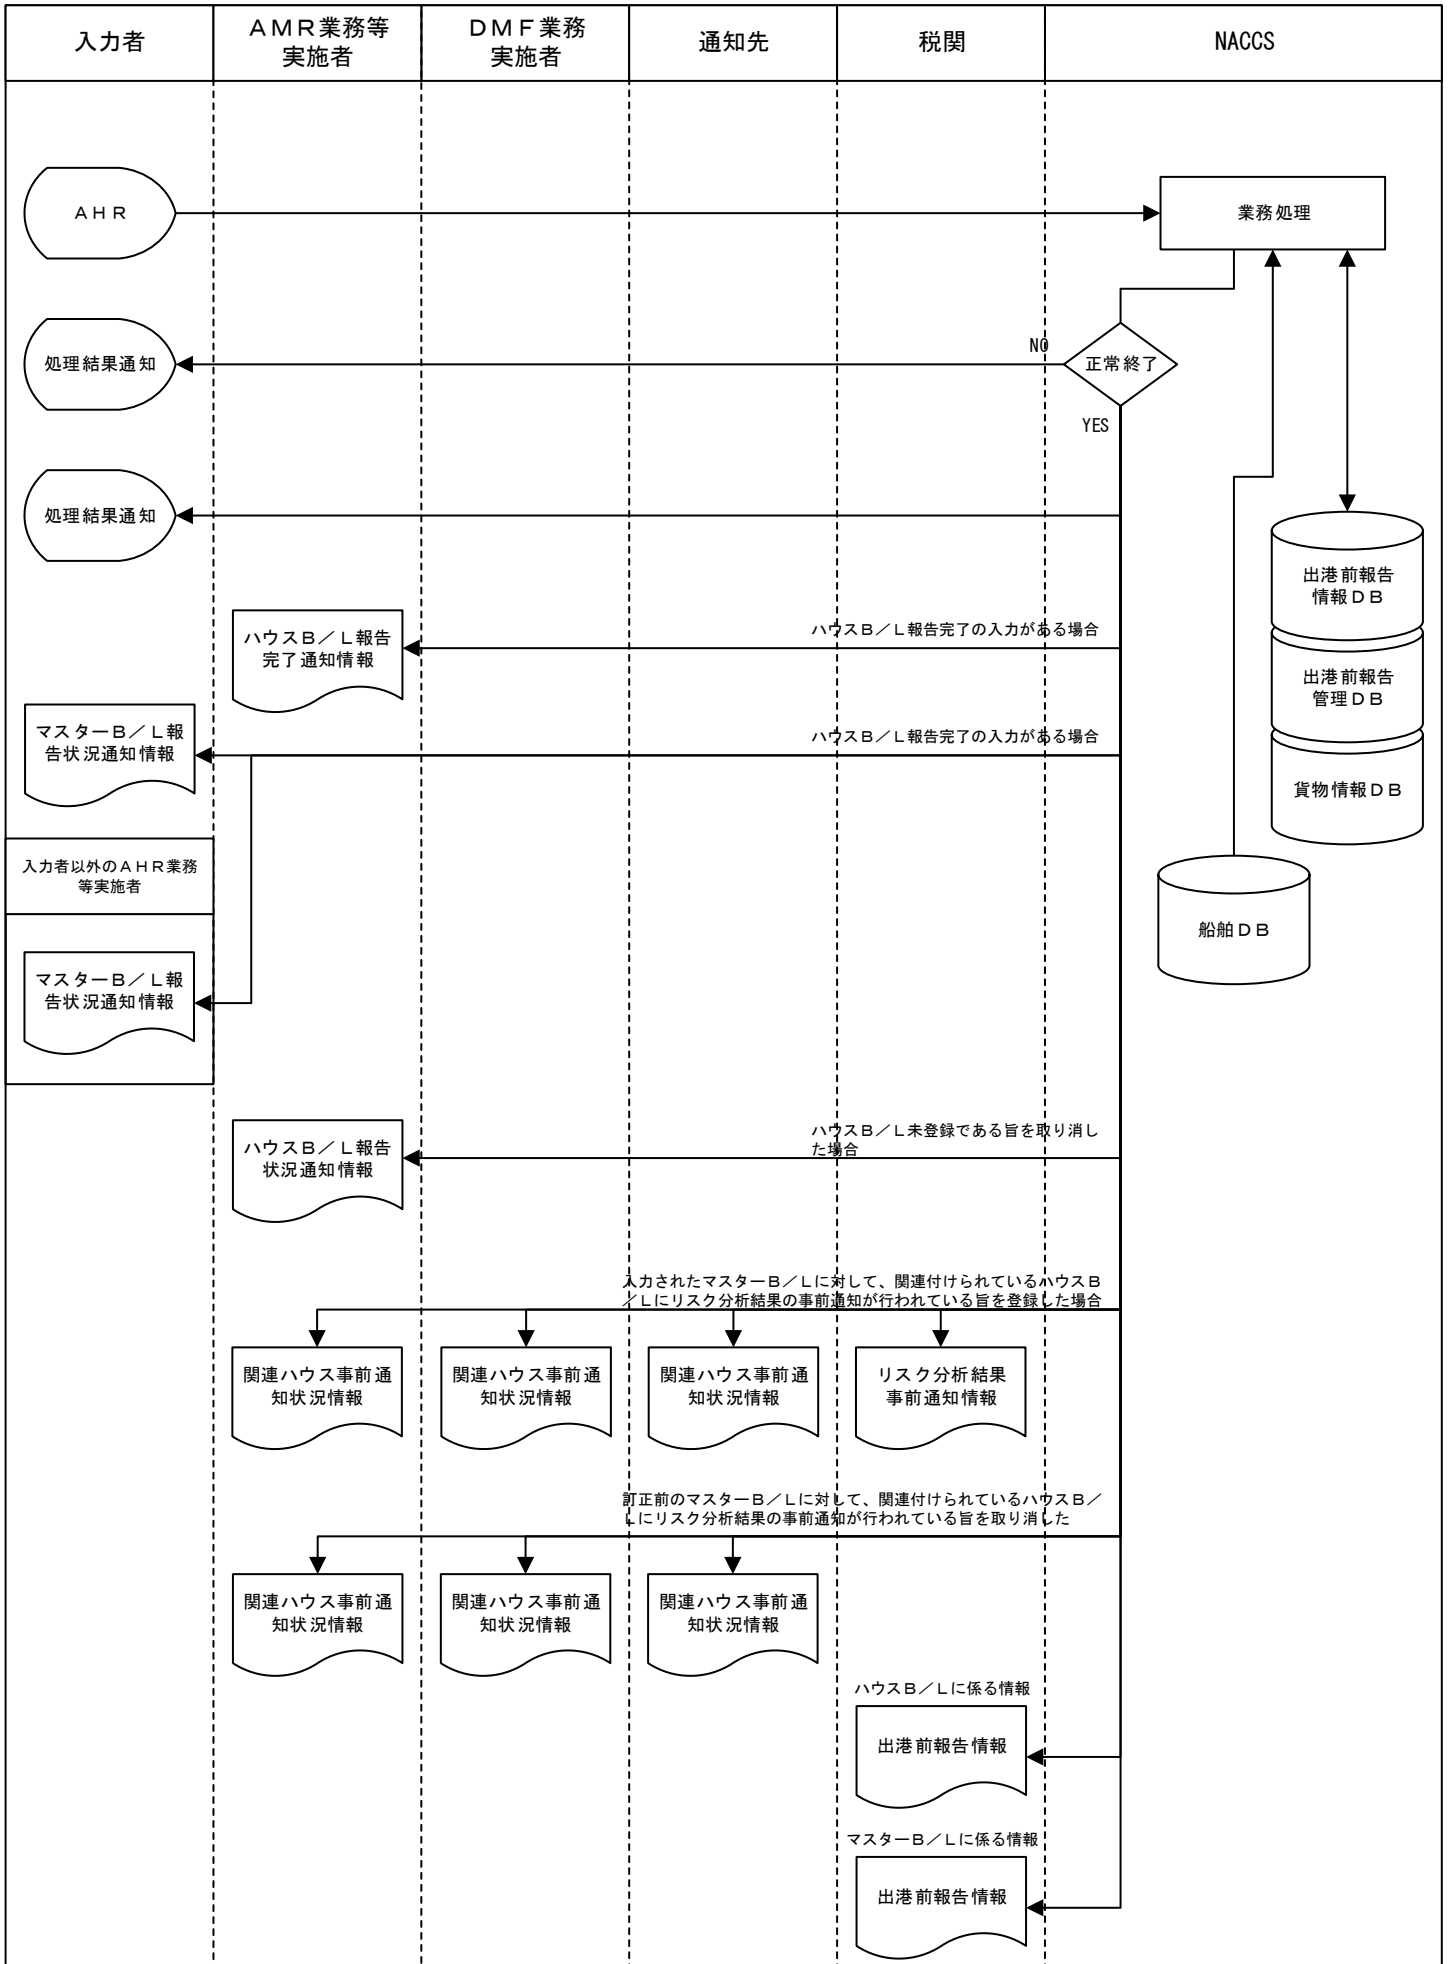 入力者
ＡＭＲ業務等
実施者
ＤＭＦ業務
実施者
通知先
税関
NACCS
ＡＨＲ
業務処理
処理結果通知
NO
正常終了
YES
処理結果通知
出港前報告
情報ＤＢ
ハウスＢ／Ｌ報告
完了通知情報
ハウスＢ／Ｌ報告完了の入力がある場合
出港前報告
管理ＤＢ
マスターＢ／Ｌ報
告状況通知情報
ハウスＢ／Ｌ報告完了の入力がある場合
貨物情報ＤＢ
入力者以外のＡＨＲ業務
等実施者
船舶ＤＢ
マスターＢ／Ｌ報
告状況通知情報
ハウスＢ／Ｌ報告
状況通知情報
ハウスＢ／Ｌ未登録である旨を取り消し
た場合
入力されたマスターＢ／Ｌに対して、関連付けられているハウスＢ
／Ｌにリスク分析結果の事前通知が行われている旨を登録した場合
関連ハウス事前通
知状況情報
関連ハウス事前通
知状況情報
関連ハウス事前通
知状況情報
リスク分析結果
事前通知情報
訂正前のマスターＢ／Ｌに対して、関連付けられているハウスＢ／
Ｌにリスク分析結果の事前通知が行われている旨を取り消した
関連ハウス事前通
知状況情報
関連ハウス事前通
知状況情報
関連ハウス事前通
知状況情報
ハウスＢ／Ｌに係る情報
出港前報告情報
マスターＢ／Ｌに係る情報
出港前報告情報